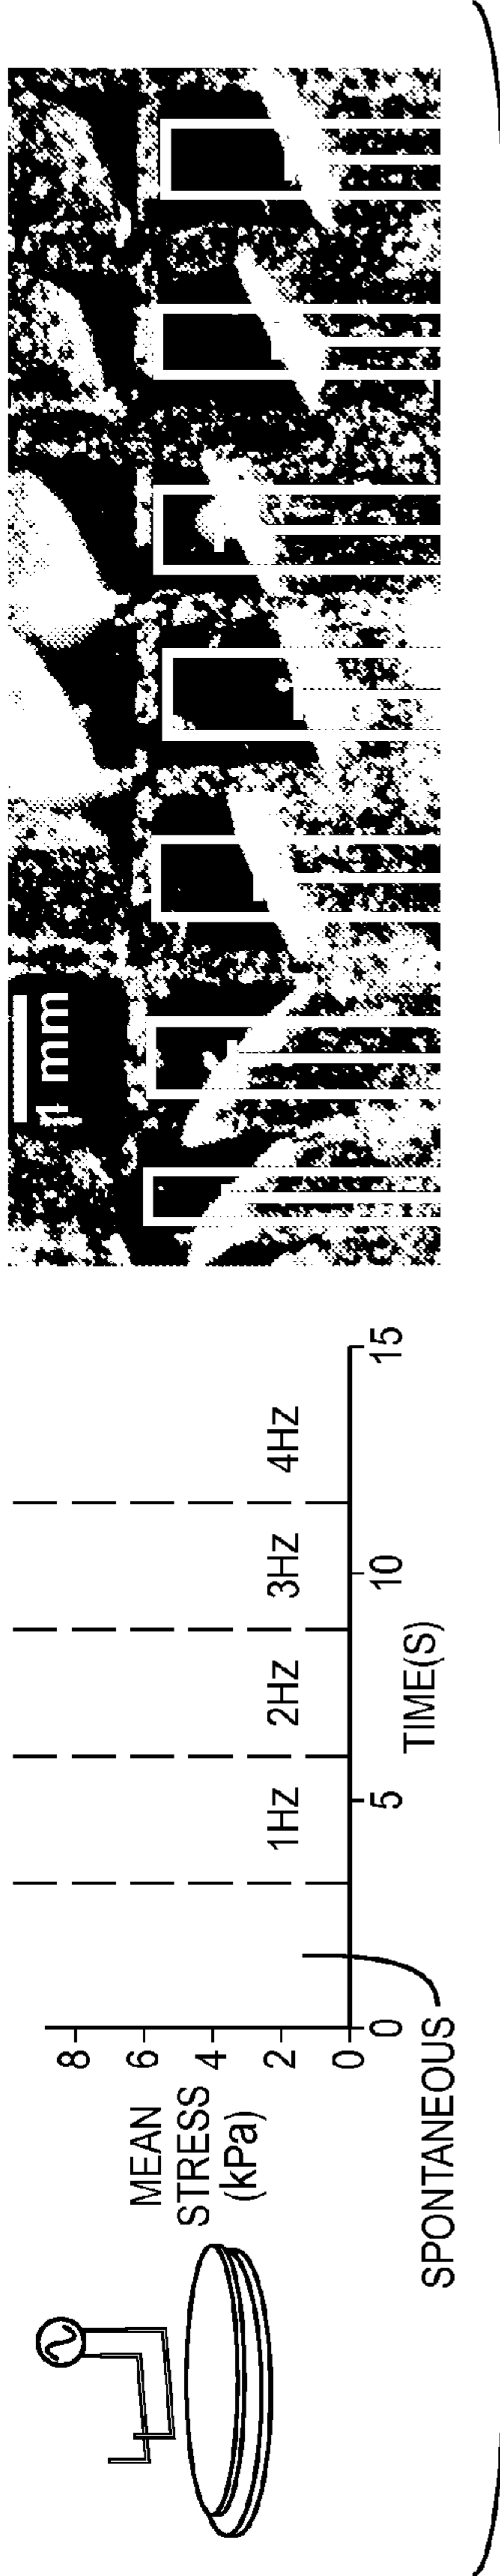 MEAN
STRESS
(kPa)
8
6
4
2
0
0
5
10
15
1HZ
2HZ
3HZ
4HZ
TIME(S)
SPONTANEOUS
1 mm